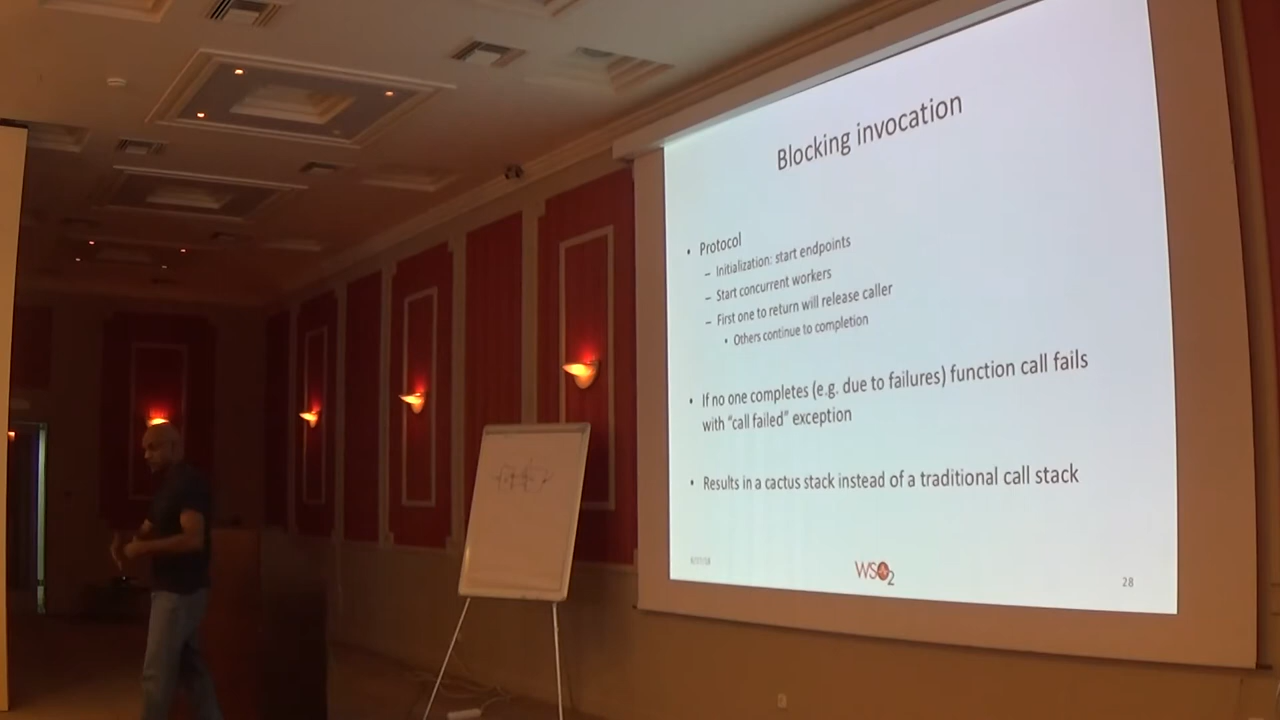 Blocking invocation
• Protocol
– Initialization: start endpoints
– Start concurrent workers
– First one to return will release caller
• Others continue to completion
• If no one completes (e.g. due to failures) function call fails
with "call failed" exception
• Results in a cactus stack instead of a traditional call stack
WSO2
28